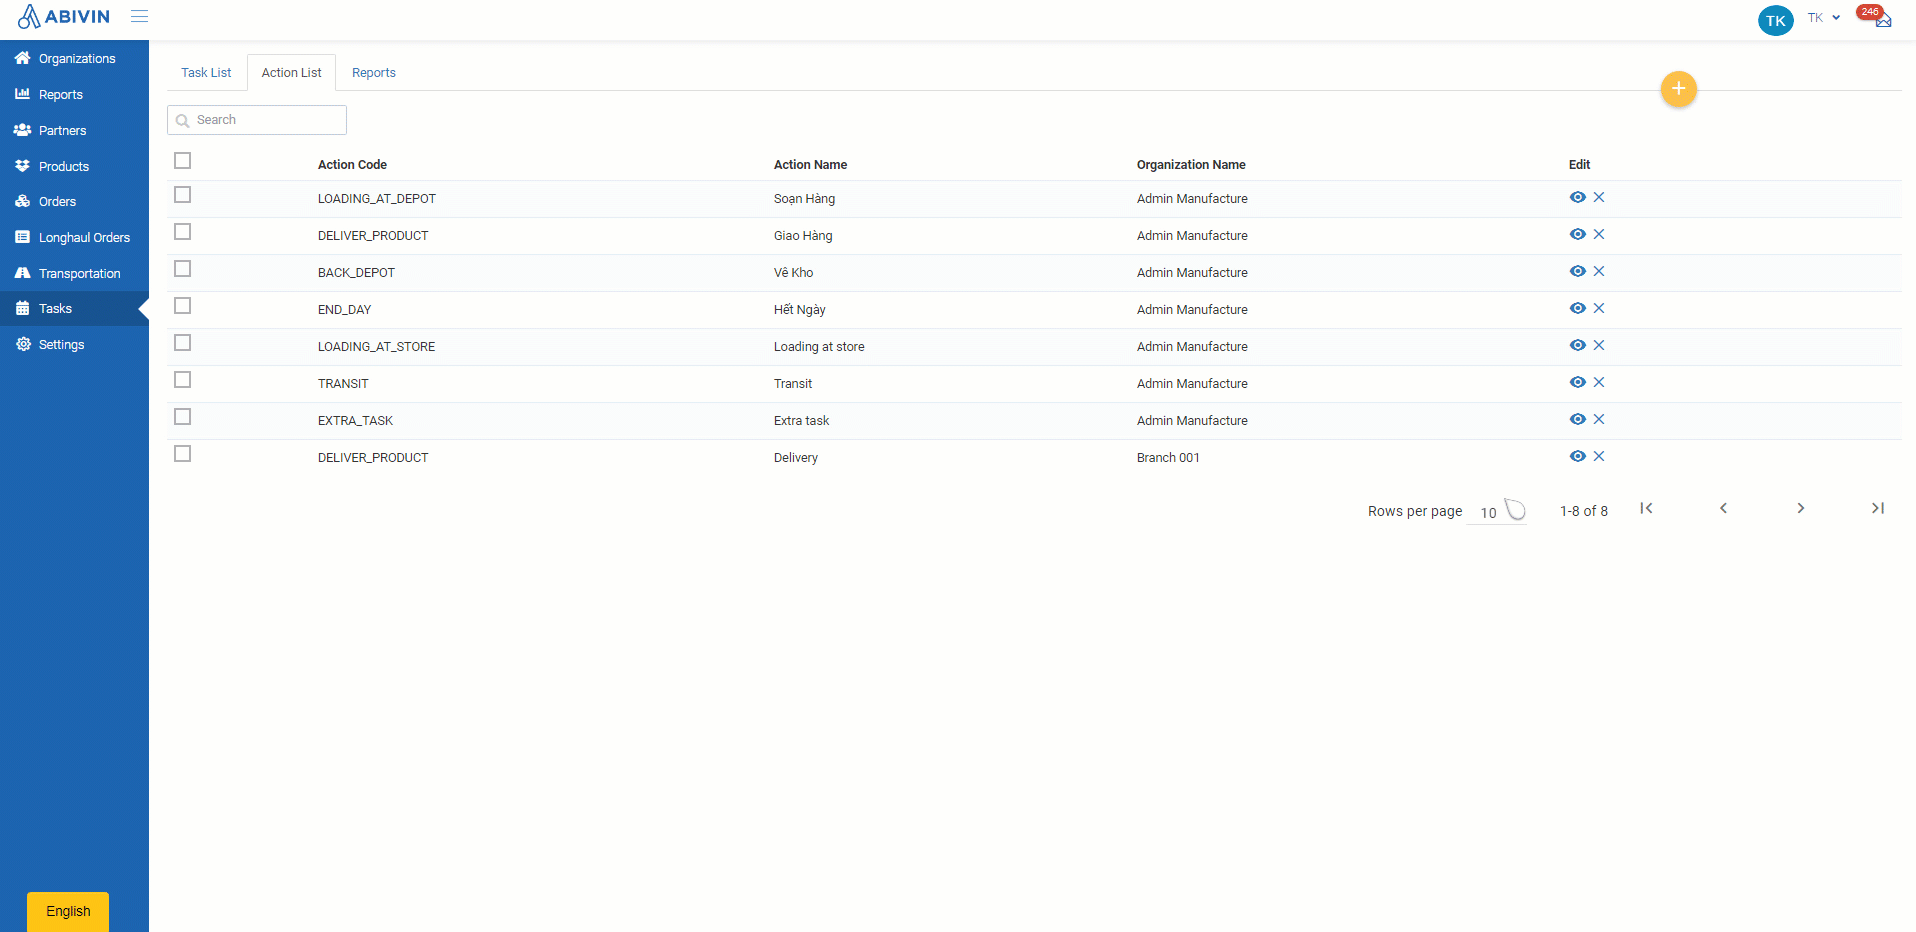 ABIVIN
TK TK 246
Organizations
Reports
Partners
Products
Orders
Longhaul Orders
Transportation
Tasks
Settings
English
Task List Action List Reports
+
Search
Action Code Action Name Organization Name Edit
LOADING_AT_DEPOT Soạn Hàng Admin Manufacture
DELIVER_PRODUCT Giao Hàng Admin Manufacture
BACK_DEPOT Vê Kho Admin Manufacture
END_DAY Hết Ngày Admin Manufacture
LOADING_AT_STORE Loading at store Admin Manufacture
TRANSIT Transit Admin Manufacture
EXTRA_TASK Extra task Admin Manufacture
DELIVER_PRODUCT Delivery Branch 001
Rows per page 10 1-8 of 8